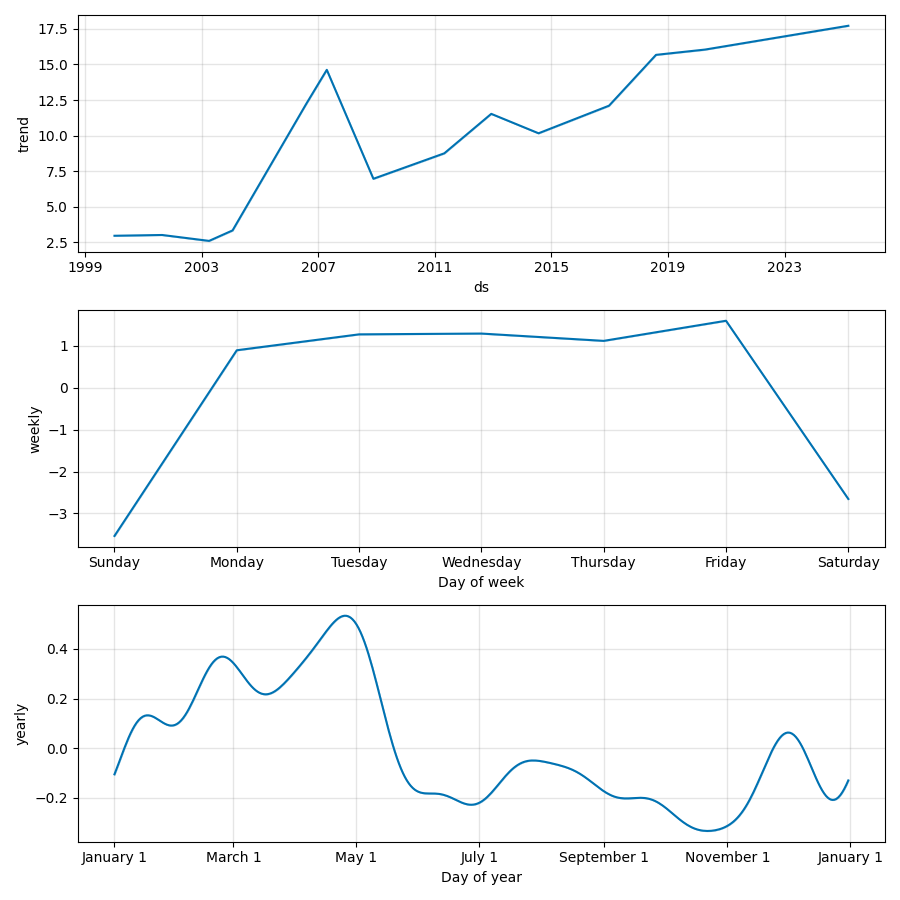 17.5
15.0
12.5
10.0
7.5
5.0
2.5
trend
1999 2003 2007 2011 2015 2019 2023
ds
1
0
−1
−2
−3
weekly
Sunday Monday Tuesday Wednesday Thursday Friday Saturday
Day of week
0.4
0.2
0.0
−0.2
yearly
January 1 March 1 May 1 July 1 September 1 November 1 January 1
Day of year